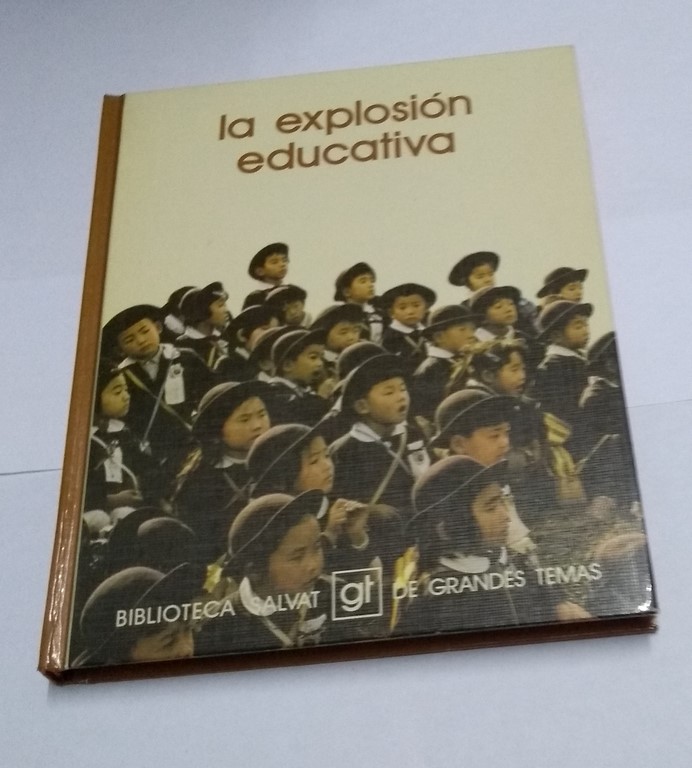 la explosión
educativa
BIBLIOTECA SALVAT gt DE GRANDES TEMAS